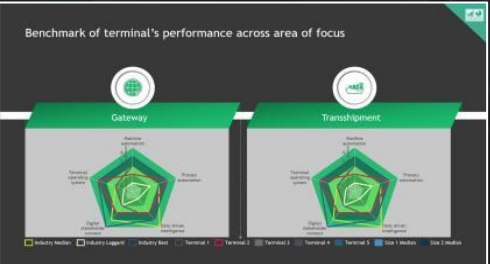 Benchmark of terminal's performance across area of focus
Gateway
Transshipment
Machine
automation
Terminal
operating
system
Process
automation
Digital
stakeholder
connect
Data driven
intelligence
Machine
automation
Terminal
operating
system
Process
automation
Digital
stakeholder
connect
Data driven
intelligence
Industry Median
Industry Laggard
Industry Best
Terminal 1
Terminal 2
Terminal 3
Terminal 4
Terminal 5
Size 1 Median
Size 2 Median